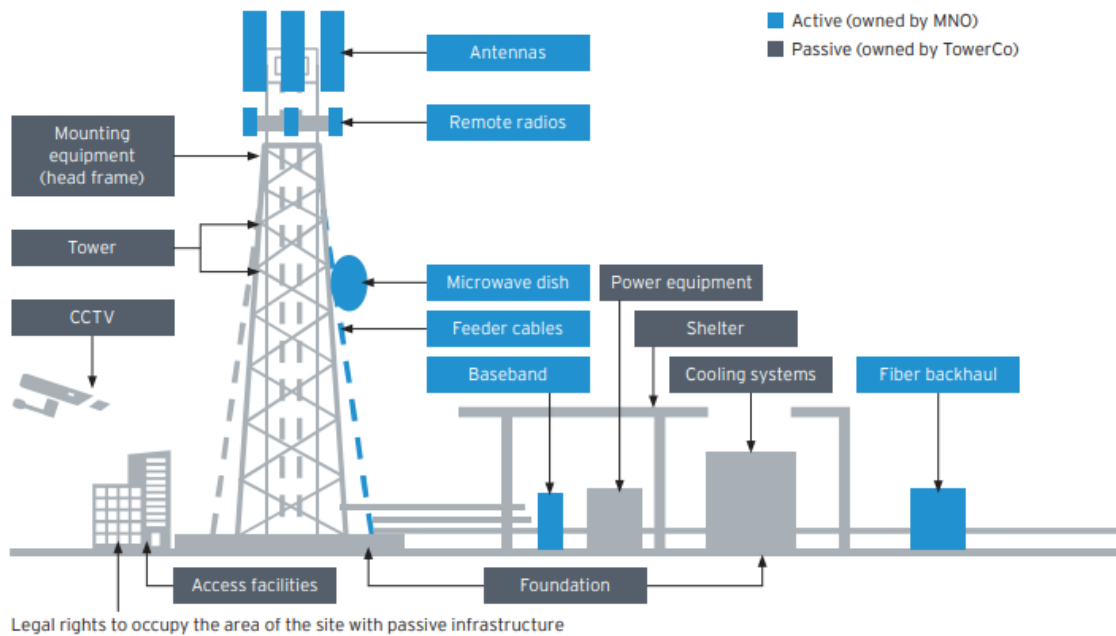 Active (owned by MNO)
Passive (owned by TowerCo)
Antennas
Remote radios
Mounting
equipment
(head frame)
Tower
CCTV
Microwave dish
Power equipment
Feeder cables
Shelter
Baseband
Cooling systems
Fiber backhaul
Access facilities
Foundation
Legal rights to occupy the area of the site with passive infrastructure